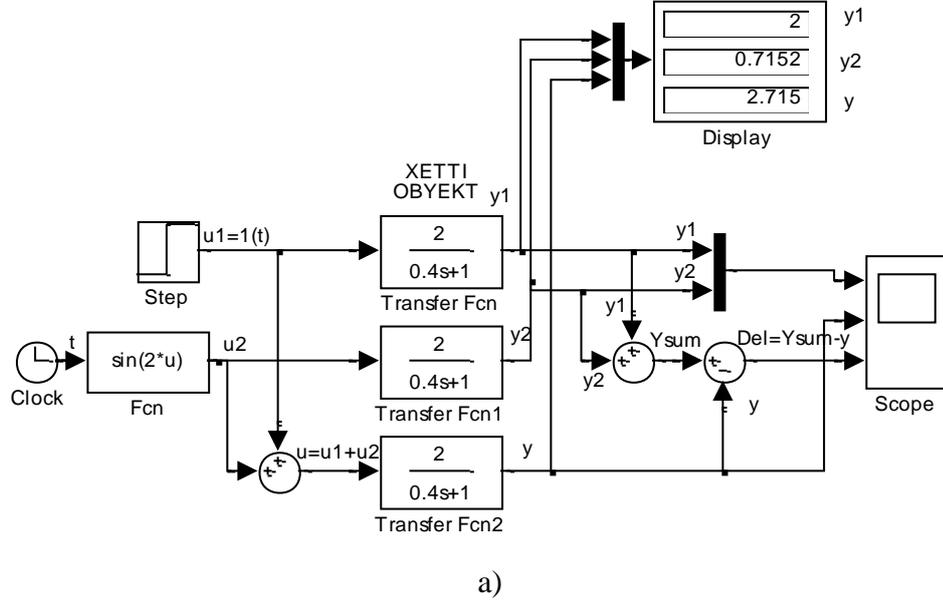 2
y1
0.7152
y2
2.715
y
Display
XETTI
OBYEKT
y1
u1=1(t)
2
0.4s+1
Transfer Fcn
Step
y1
y2
y1
t
sin(2*u)
u2
2
0.4s+1
Transfer Fcn1
y2
Ysum
Del=Ysum-y
y2
y
Clock
Fcn
Scope
u=u1+u2
2
0.4s+1
Transfer Fcn2
y
a)